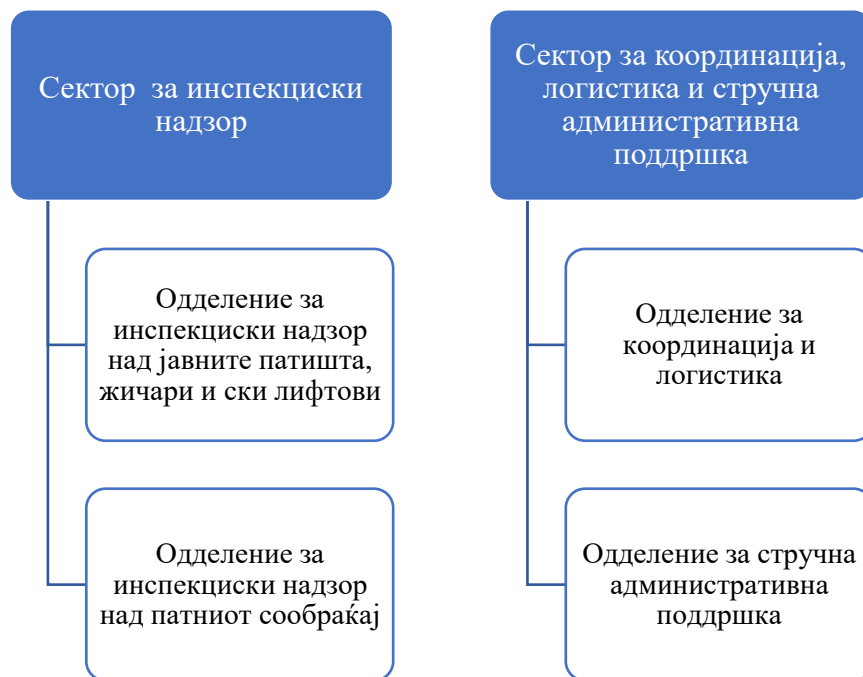 Сектор за инспекциски
надзор
Одделение за
инспекциски надзор
над јавните патишта,
жичари и ски лифтови
Одделение за
инспекциски надзор
над патниот сообраќај
Сектор за координација,
логистика и стручна
административна
поддршка
Одделение за
координација и
логистика
Одделение за стручна
административна
поддршка